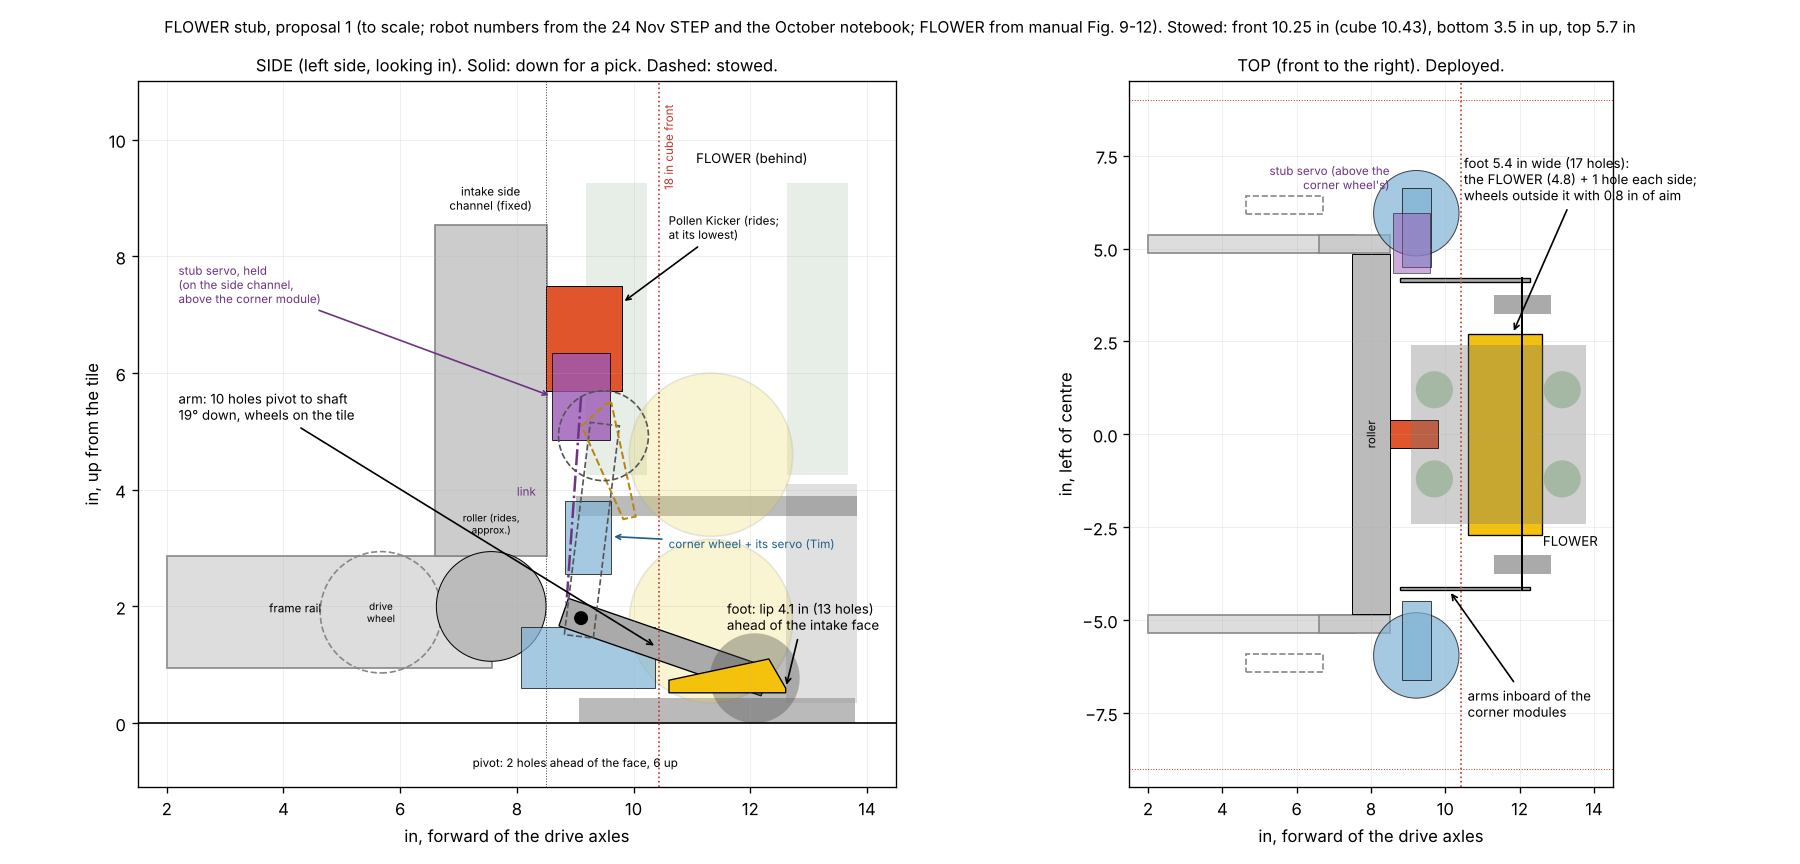 FLOWER stub, proposal 1 (to scale; robot numbers from the 24 Nov STEP and the October notebook; FLOWER from manual Fig. 9-12). Stowed: front 10.25 in (cube 10.43), bottom 3.5 in up, top 5.7 in
SIDE (left side, looking in). Solid: down for a pick. Dashed: stowed.
18 in cube front
FLOWER (behind)
intake side
channel (fixed)
Pollen Kicker (rides;
at its lowest)
stub servo, held
(on the side channel,
above the corner module)
arm: 10 holes pivot to shaft
19° down, wheels on the tile
link
roller (rides,
approx.)
corner wheel + its servo (Tim)
frame rail
drive
wheel
foot: lip 4.1 in (13 holes)
ahead of the intake face
pivot: 2 holes ahead of the face, 6 up
in, up from the tile
10
8
6
4
2
0
2
4
6
8
10
12
14
in, forward of the drive axles
TOP (front to the right). Deployed.
stub servo (above the
corner wheel's)
foot 5.4 in wide (17 holes):
the FLOWER (4.8) + 1 hole each side;
wheels outside it with 0.8 in of aim
roller
FLOWER
arms inboard of the
corner modules
in, left of centre
7.5
5.0
2.5
0.0
−2.5
−5.0
−7.5
2
4
6
8
10
12
14
in, forward of the drive axles